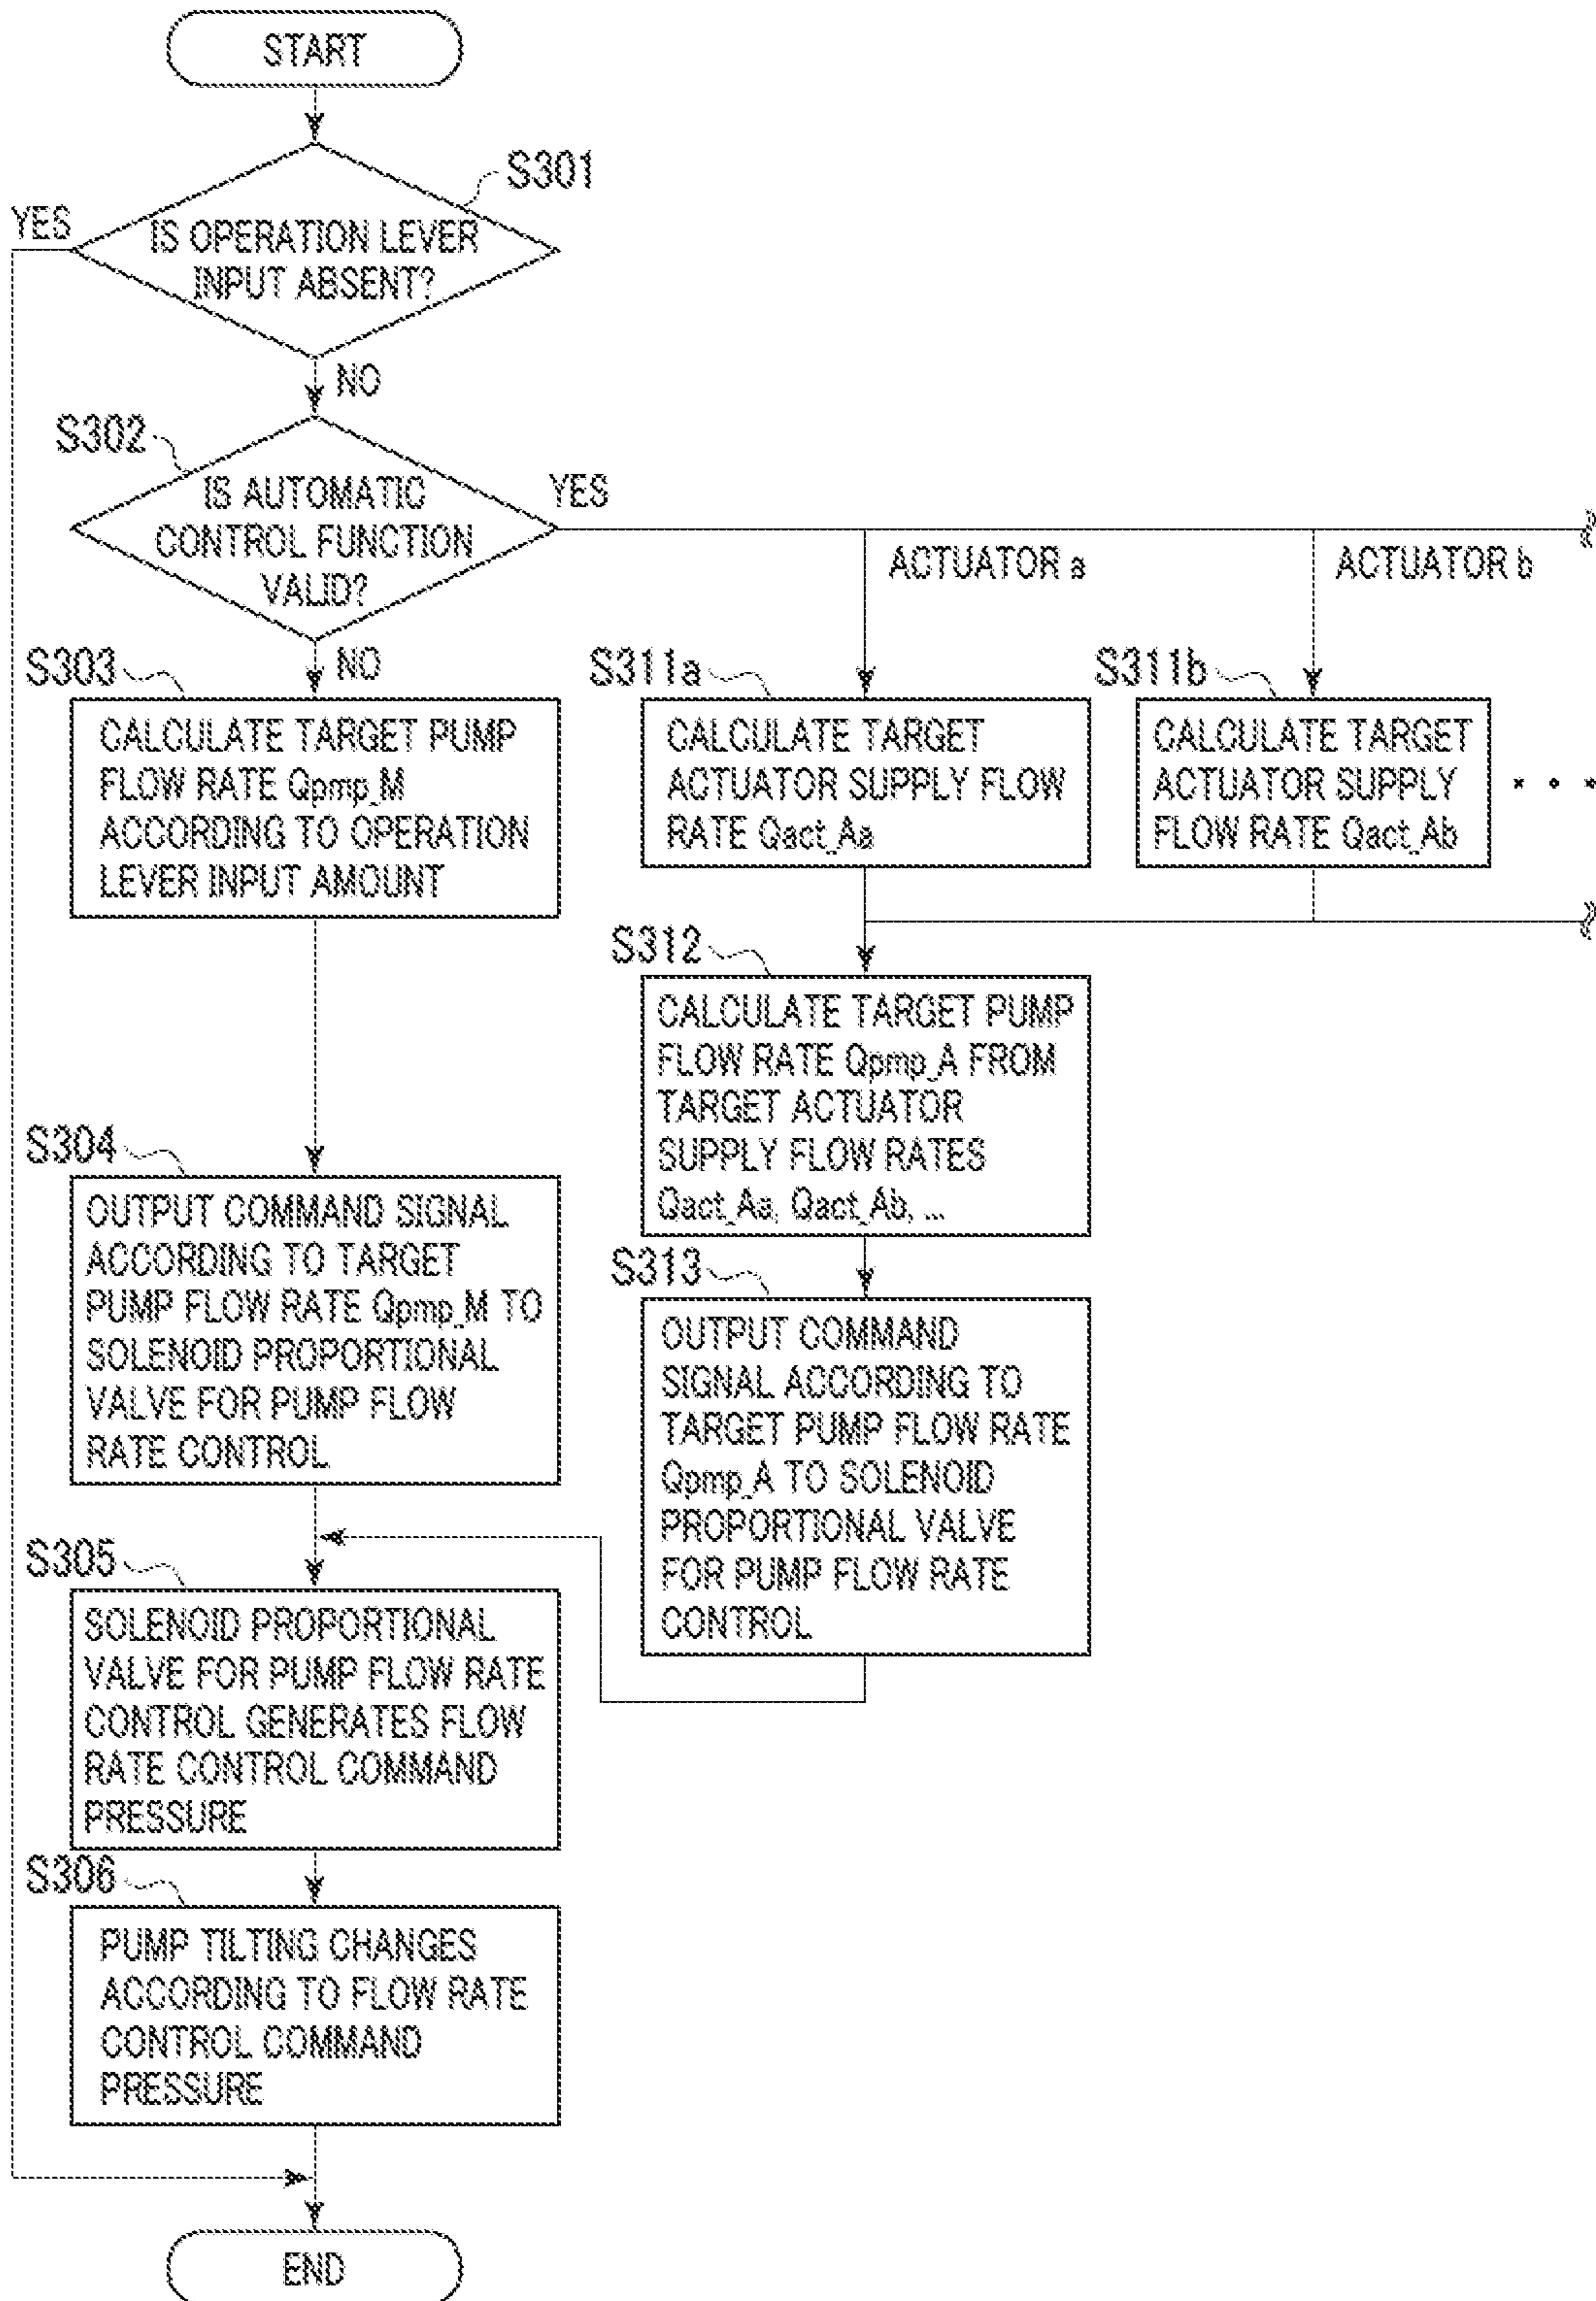 START
S301
YES
IS OPERATION LEVER
INPUT ABSENT?
NO
S302
IS AUTOMATIC
CONTROL FUNCTION
VALID?
YES
ACTUATOR a
ACTUATOR b
NO
S303
CALCULATE TARGET PUMP
FLOW RATE Qpmp_M
ACCORDING TO OPERATION
LEVER INPUT AMOUNT
S311a
CALCULATE TARGET
ACTUATOR SUPPLY FLOW
RATE Qact_Aa
S311b
CALCULATE TARGET
ACTUATOR SUPPLY
FLOW RATE Qact_Ab
S312
CALCULATE TARGET PUMP
FLOW RATE Qpmp_A FROM
TARGET ACTUATOR
SUPPLY FLOW RATES
Qact_Aa, Qact_Ab, ...
S304
OUTPUT COMMAND SIGNAL
ACCORDING TO TARGET
PUMP FLOW RATE Qpmp_M TO
SOLENOID PROPORTIONAL
VALVE FOR PUMP FLOW
RATE CONTROL
S313
OUTPUT COMMAND
SIGNAL ACCORDING TO
TARGET PUMP FLOW RATE
Qpmp_A TO SOLENOID
PROPORTIONAL VALVE
FOR PUMP FLOW RATE
CONTROL
S305
SOLENOID PROPORTIONAL
VALVE FOR PUMP FLOW RATE
CONTROL GENERATES FLOW
RATE CONTROL COMMAND
PRESSURE
S306
PUMP TILTING CHANGES
ACCORDING TO FLOW RATE
CONTROL COMMAND
PRESSURE
END